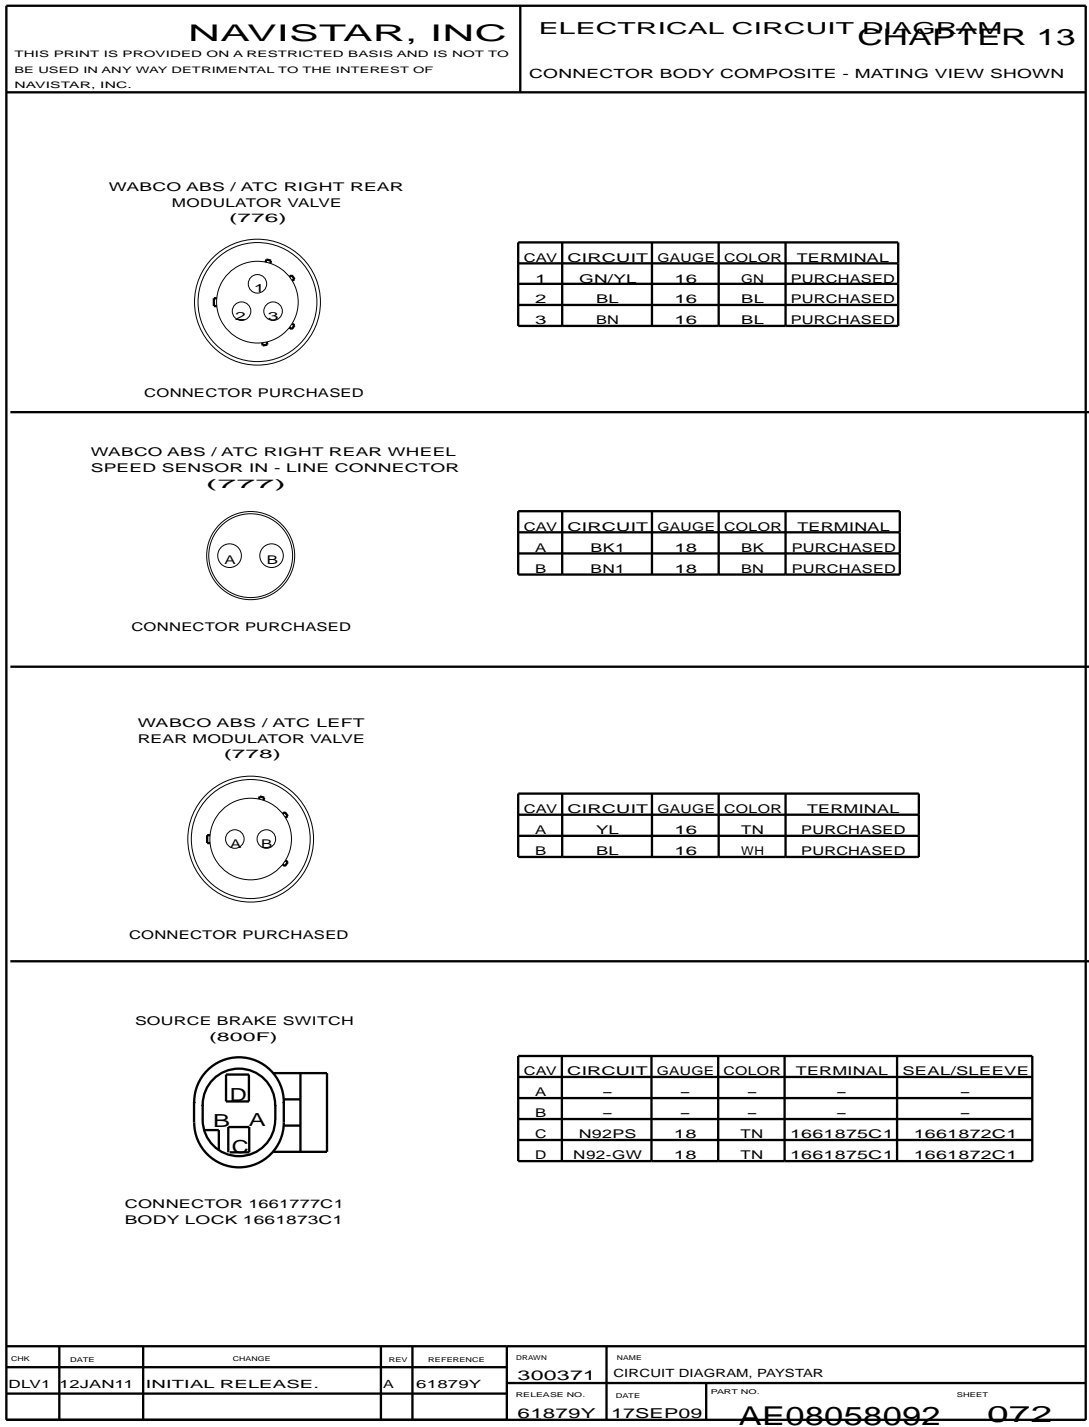 NAVISTAR, INC
THIS PRINT IS PROVIDED ON A RESTRICTED BASIS AND IS NOT TO
BE USED IN ANY WAY DETRIMENTAL TO THE INTEREST OF
NAVISTAR, INC.
ELECTRICAL CIRCUIT DIAGRAM
CHAPTER 13
CONNECTOR BODY COMPOSITE - MATING VIEW SHOWN
WABCO ABS / ATC RIGHT REAR
MODULATOR VALVE
(776)
1
2 3
CONNECTOR PURCHASED
CAV CIRCUIT GAUGE COLOR TERMINAL
1 GN/YL 16 GN PURCHASED
2 BL 16 BL PURCHASED
3 BN 16 BL PURCHASED
WABCO ABS / ATC RIGHT REAR WHEEL
SPEED SENSOR IN - LINE CONNECTOR
(777)
A B
CONNECTOR PURCHASED
CAV CIRCUIT GAUGE COLOR TERMINAL
A BK1 18 BK PURCHASED
B BN1 18 BN PURCHASED
WABCO ABS / ATC LEFT
REAR MODULATOR VALVE
(778)
A B
CONNECTOR PURCHASED
CAV CIRCUIT GAUGE COLOR TERMINAL
A YL 16 TN PURCHASED
B BL 16 WH PURCHASED
SOURCE BRAKE SWITCH
(800F)
D
B A
C
CONNECTOR 1661777C1
BODY LOCK 1661873C1
CAV CIRCUIT GAUGE COLOR TERMINAL SEAL/SLEEVE
A – – – – –
B – – – – –
C N92PS 18 TN 1661875C1 1661872C1
D N92-GW 18 TN 1661875C1 1661872C1
CHK DATE CHANGE REV REFERENCE
DLV1 12JAN11 INITIAL RELEASE. A 61879Y
DRAWN
300371
NAME
CIRCUIT DIAGRAM, PAYSTAR
RELEASE NO.
61879Y
DATE
17SEP09
PART NO.
AE08058092
SHEET
072